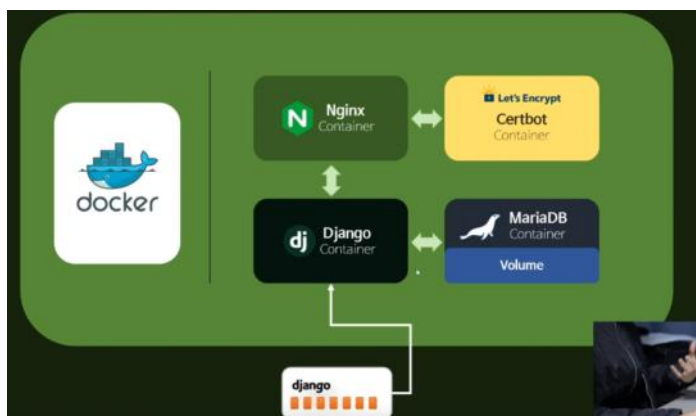 docker
Nginx
Container
Let's Encrypt
Certbot
Container
dj
Django
Container
MariaDB
Container
Volume
django